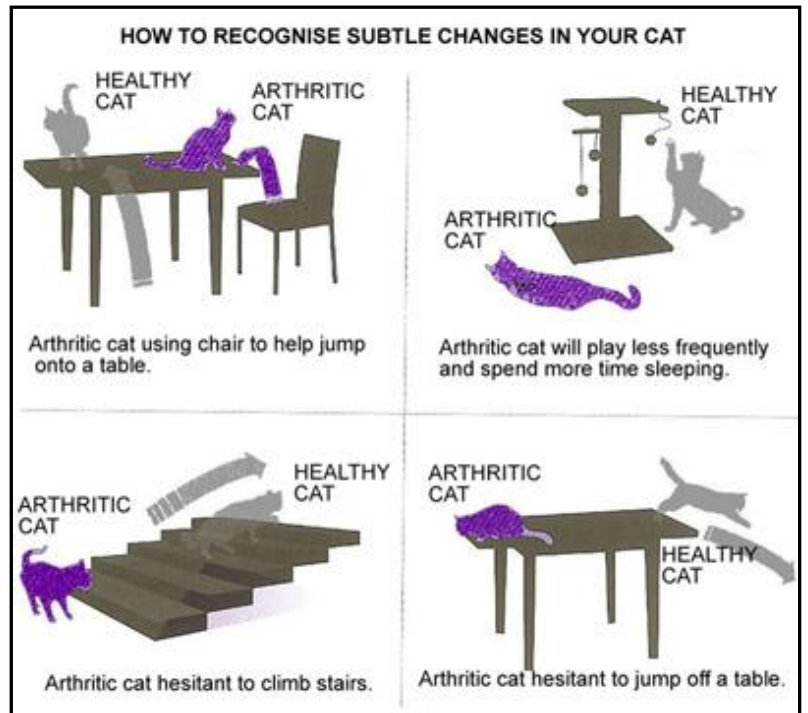 HOW TO RECOGNISE SUBTLE CHANGES IN YOUR CAT
HEALTHY
CAT
ARTHRITIC
CAT
Arthritic cat using chair to help jump
onto a table.
HEALTHY
CAT
ARTHRITIC
CAT
Arthritic cat will play less frequently
and spend more time sleeping.
ARTHRITIC
CAT
HEALTHY
CAT
Arthritic cat hesitant to climb stairs.
ARTHRITIC
CAT
HEALTHY
CAT
Arthritic cat hesitant to jump off a table.